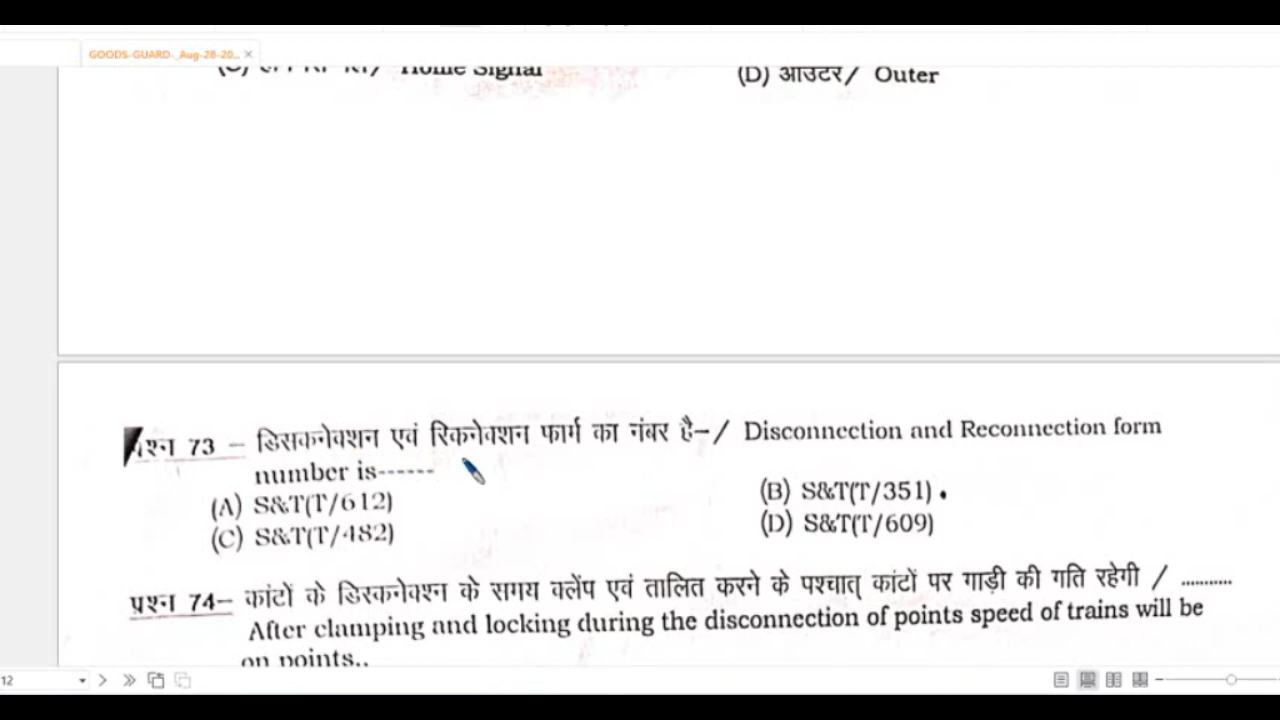 GOODS-GUARD-_Aug-28-20...
Home Signal
(D) आउटर/ Outer
प्रश्न 73 – डिसकनेक्शन एवं रिकनेक्शन फार्म का नंबर है–/ Disconnection and Reconnection form
number is------
(A) S&T(T/612)
(B) S&T(T/351)
(C) S&T(T/482)
(D) S&T(T/609)
प्रश्न 74– कांटों के डिस्कनेक्शन के समय क्लेंप एवं तालित करने के पश्चात् कांटों पर गाड़ी की गति रहेगी / ...........
After clamping and locking during the disconnection of points speed of trains will be
on points..
12